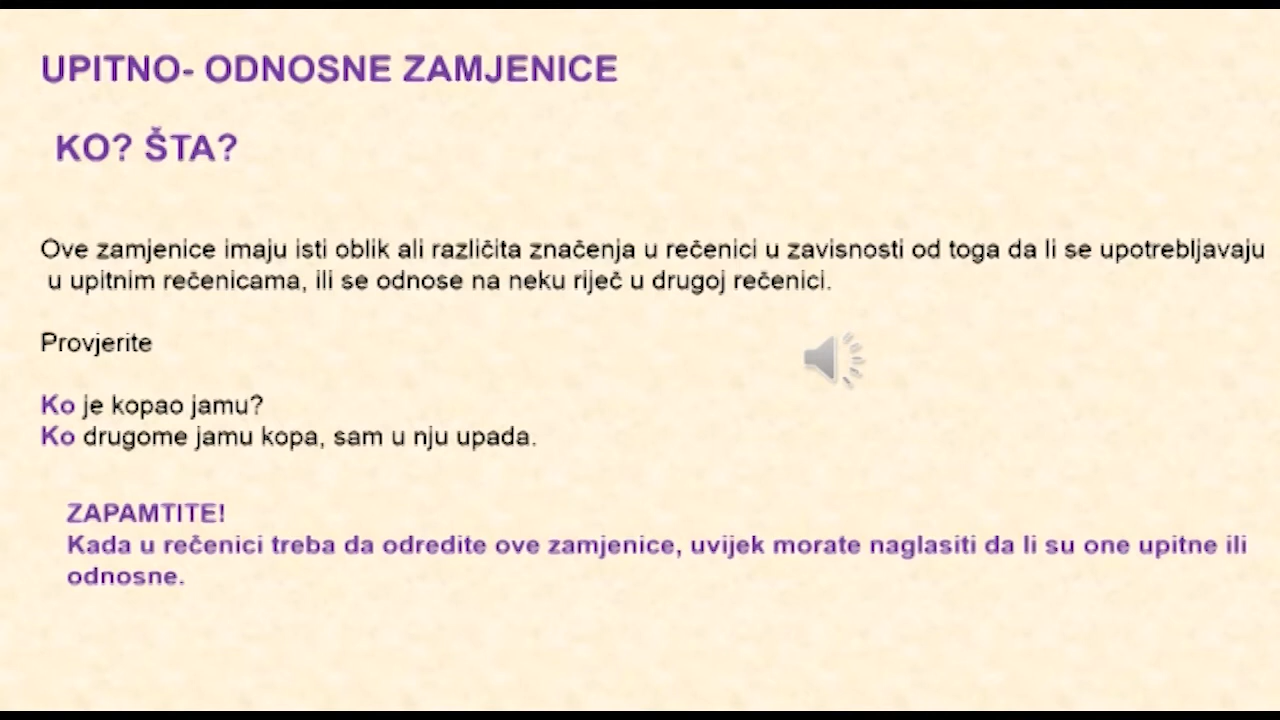 UPITNO- ODNOSNE ZAMJENICE
KO? ŠTA?
Ove zamjenice imaju isti oblik ali različita značenja u rečenici u zavisnosti od toga da li se upotrebljavaju
u upitnim rečenicama, ili se odnose na neku riječ u drugoj rečenici.
Provjerite
Ko je kopao jamu?
Ko drugome jamu kopa, sam u nju upada.
ZAPAMTITE!
Kada u rečenici treba da odredite ove zamjenice, uvijek morate naglasiti da li su one upitne ili
odnosne.